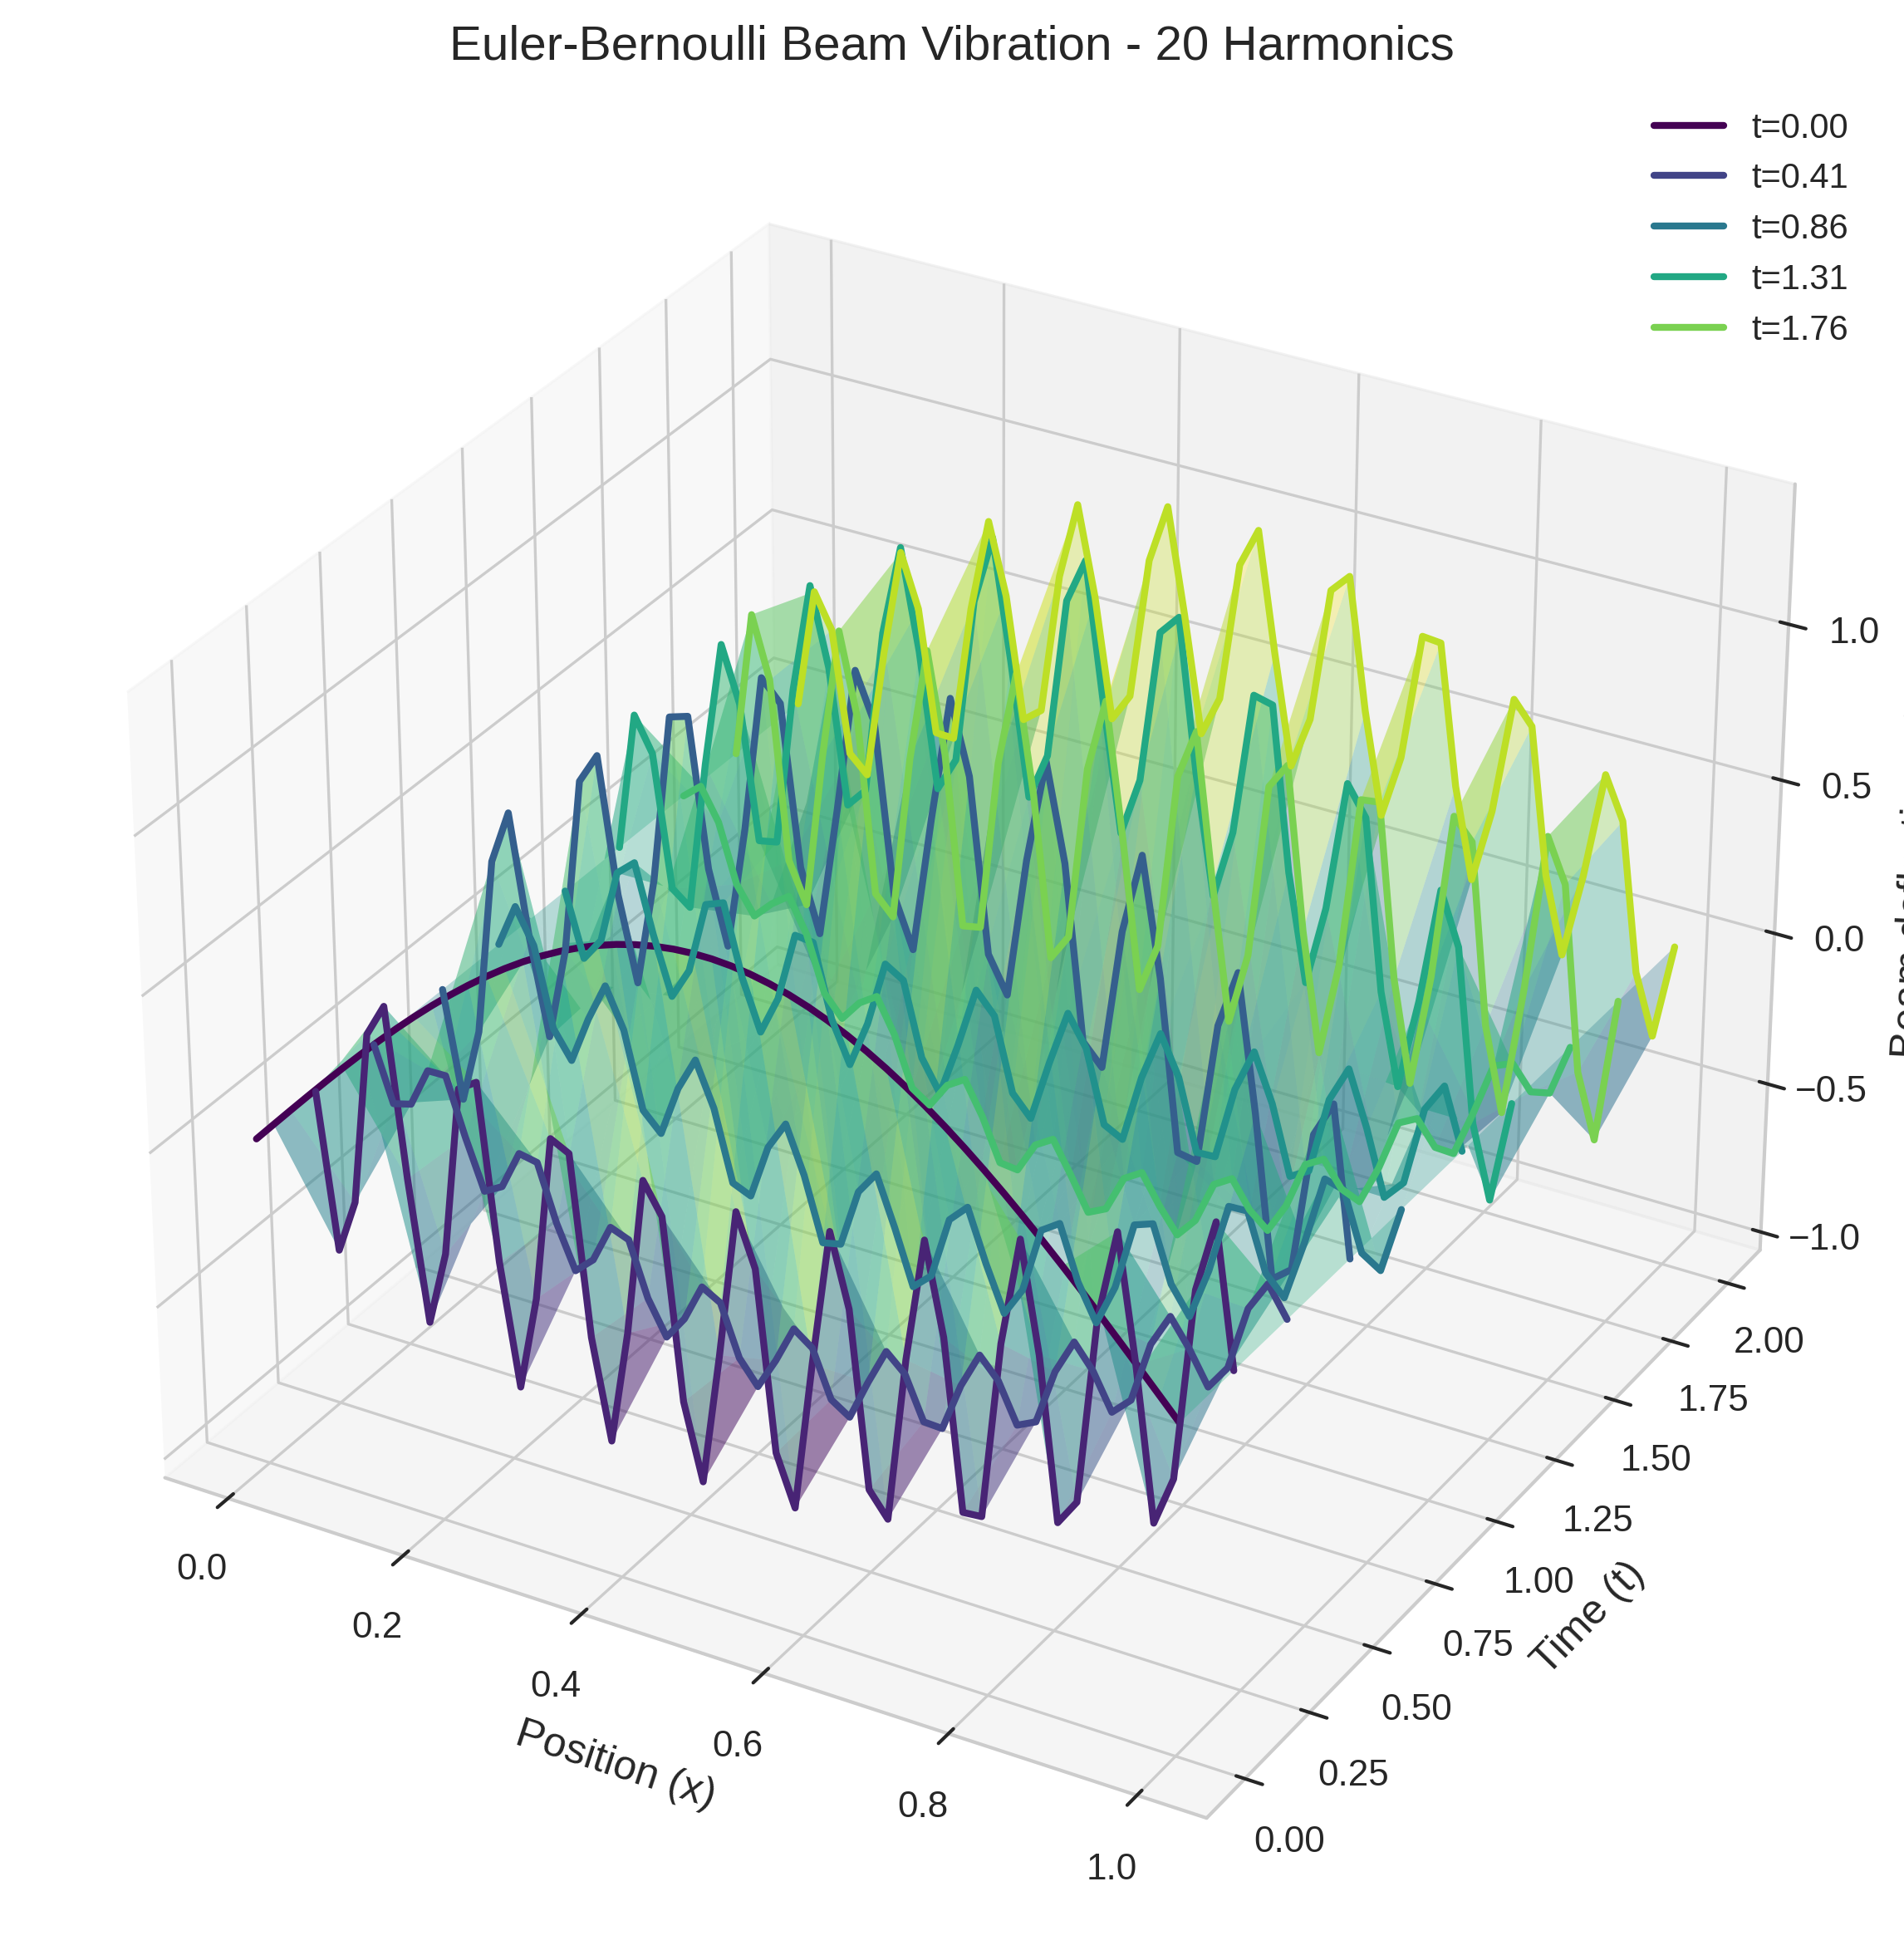 Euler-Bernoulli Beam Vibration - 20 Harmonics
t=0.00
t=0.41
t=0.86
t=1.31
t=1.76
1.0
0.5
0.0
−0.5
−1.0
Beam
2.00
1.75
1.50
1.25
1.00
0.75
0.50
0.25
0.00
Time (t)
0.0
0.2
0.4
0.6
0.8
1.0
Position (x)